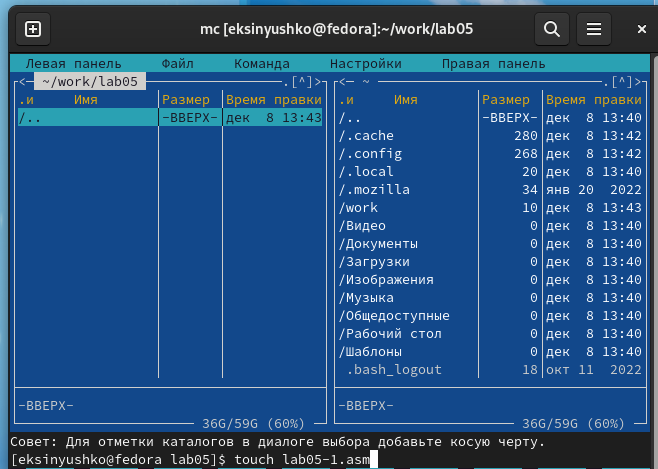 mc [eksinyushko@fedora]:~/work/lab05
Левая панель Файл Команда Настройки Правая панель
<- ~/work/lab05 .[^]> <- ~ .[^]>
.и Имя Размер Время правки .и Имя Размер Время правки
/.. -ВВЕРХ- дек 8 13:43 /.. -ВВЕРХ- дек 8 13:40
/.cache 280 дек 8 13:42
/.config 268 дек 8 13:42
/.local 20 дек 8 13:40
/.mozilla 34 янв 20 2022
/work 10 дек 8 13:43
/Видео 0 дек 8 13:40
/Документы 0 дек 8 13:40
/Загрузки 0 дек 8 13:40
/Изображения 0 дек 8 13:40
/Музыка 0 дек 8 13:40
/Общедоступные 0 дек 8 13:40
/Рабочий стол 0 дек 8 13:40
/Шаблоны 0 дек 8 13:40
.bash_logout 18 окт 11 2022
-ВВЕРХ- -ВВЕРХ-
36G/59G (60%) 36G/59G (60%)
Совет: Для отметки каталогов в диалоге выбора добавьте косую черту.
[eksinyushko@fedora lab05]$ touch lab05-1.asm